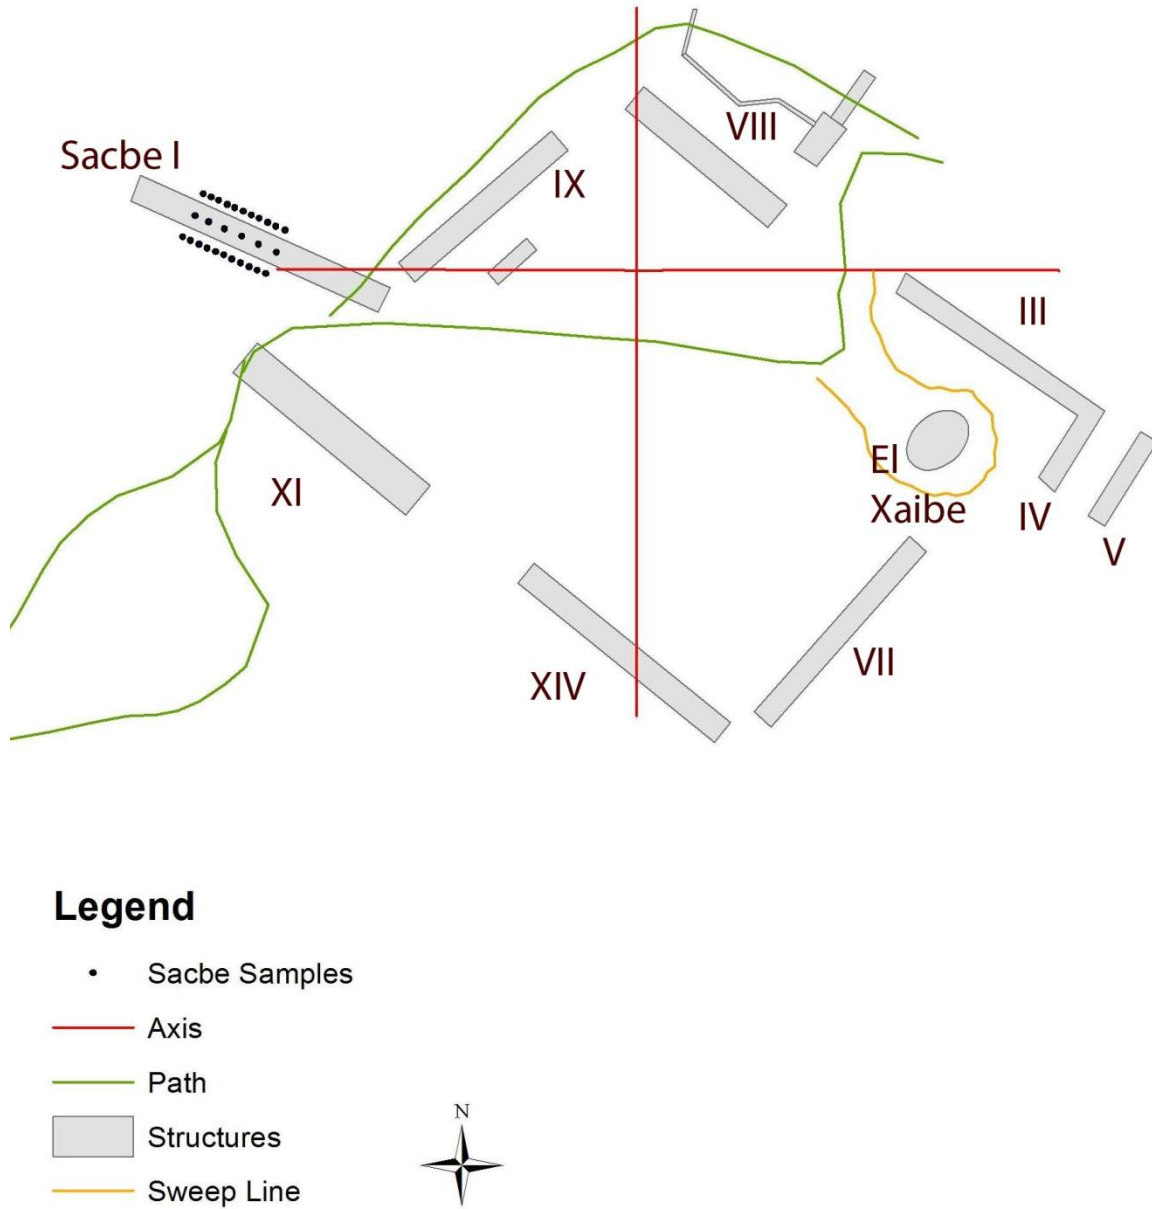 Sacbe I
VIII
IX
III
El
Xaibe
IV
V
XI
XIV
VII
Legend
Sacbe Samples
Axis
Path
Structures
Sweep Line
N